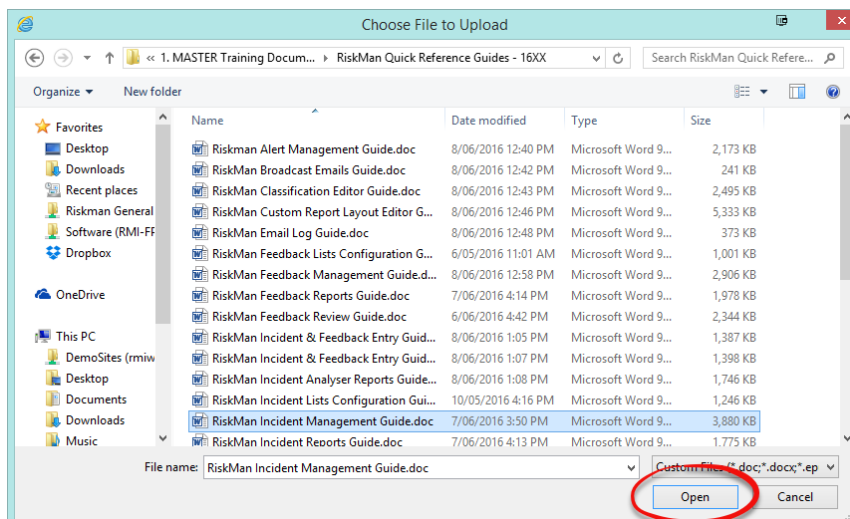 Choose File to Upload
« 1. MASTER Training Docum... RiskMan Quick Reference Guides - 16XX Search RiskMan Quick Refere...
Organize New folder
Name Date modified Type Size
Favorites
Desktop Riskman Alert Management Guide.doc 8/06/2016 12:40 PM Microsoft Word 9... 2,173 KB
Downloads RiskMan Broadcast Emails Guide.doc 8/06/2016 12:42 PM Microsoft Word 9... 241 KB
Recent places RiskMan Classification Editor Guide.doc 8/06/2016 12:43 PM Microsoft Word 9... 2,495 KB
Riskman General RiskMan Custom Report Layout Editor G... 8/06/2016 12:46 PM Microsoft Word 9... 5,333 KB
Software (RMI-FF RiskMan Email Log Guide.doc 8/06/2016 12:48 PM Microsoft Word 9... 373 KB
Dropbox RiskMan Feedback Lists Configuration G... 6/05/2016 11:01 AM Microsoft Word 9... 1,001 KB
RiskMan Feedback Management Guide.d... 8/06/2016 12:58 PM Microsoft Word 9... 2,906 KB
OneDrive RiskMan Feedback Reports Guide.doc 7/06/2016 4:14 PM Microsoft Word 9... 1,978 KB
RiskMan Feedback Review Guide.doc 6/06/2016 4:42 PM Microsoft Word 9... 2,344 KB
This PC RiskMan Incident & Feedback Entry Guid... 8/06/2016 1:05 PM Microsoft Word 9... 1,387 KB
DemoSites (rmiw RiskMan Incident & Feedback Entry Guid... 8/06/2016 1:07 PM Microsoft Word 9... 1,398 KB
Desktop RiskMan Incident Analyser Reports Guide... 8/06/2016 1:08 PM Microsoft Word 9... 1,746 KB
Documents RiskMan Incident Lists Configuration Gui... 10/05/2016 4:16 PM Microsoft Word 9... 1,246 KB
Downloads RiskMan Incident Management Guide.doc 7/06/2016 3:50 PM Microsoft Word 9... 3,880 KB
Music RiskMan Incident Reports Guide.doc 7/06/2016 4:13 PM Microsoft Word 9... 1,775 KB
File name: RiskMan Incident Management Guide.doc Custom Files (*.doc;*.docx;*.ep
Open Cancel